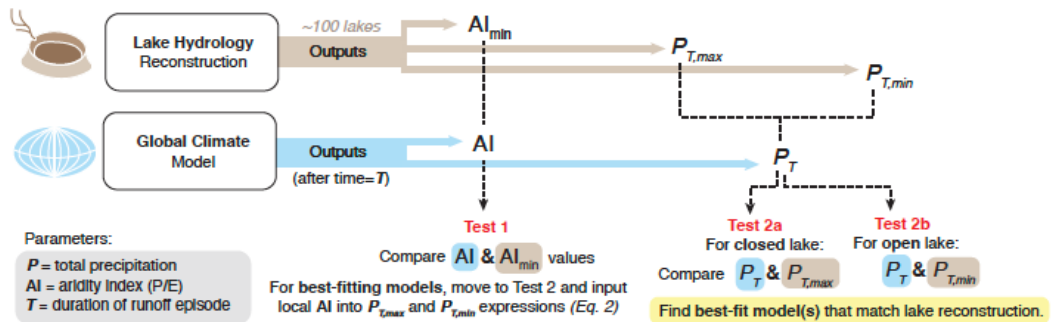 ~100 lakes
Lake Hydrology
Reconstruction
Outputs
AImin
PT,max
PT,min
Global Climate
Model
Outputs
(after time=T)
AI
PT
Parameters:
P = total precipitation
AI = aridity index (P/E)
T = duration of runoff episode
Test 1
Compare AI & AImin values
For best-fitting models, move to Test 2 and input
local AI into PT,max and PT,min expressions (Eq. 2)
Test 2a
For closed lake:
Compare PT & PT,max
Test 2b
For open lake:
PT & PT,min
Find best-fit model(s) that match lake reconstruction.